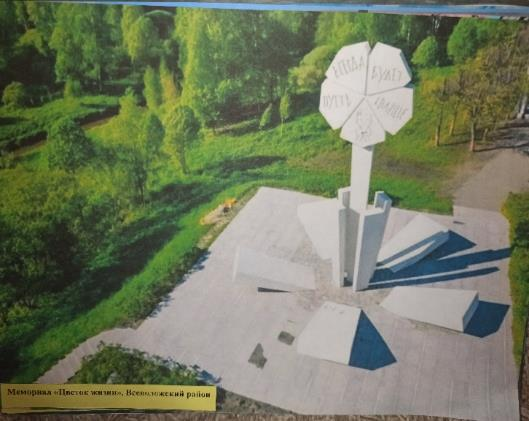 ПУСТЬ ВСЕГДА БУДЕТ СОЛНЦЕ
Мемориал «Цветок жизни». Всеволожский район